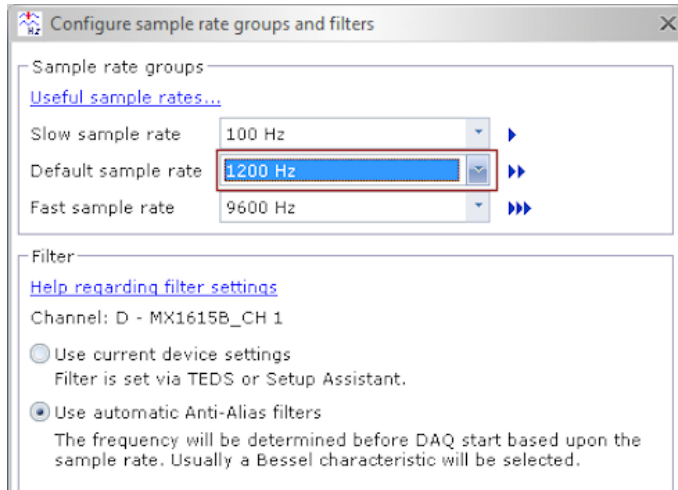 Configure sample rate groups and filters
Sample rate groups
Useful sample rates...
Slow sample rate 100 Hz
Default sample rate 1200 Hz
Fast sample rate 9600 Hz
Filter
Help regarding filter settings
Channel: D - MX1615B_CH 1
Use current device settings
Filter is set via TEDS or Setup Assistant.
Use automatic Anti-Alias filters
The frequency will be determined before DAQ start based upon the
sample rate. Usually a Bessel characteristic will be selected.